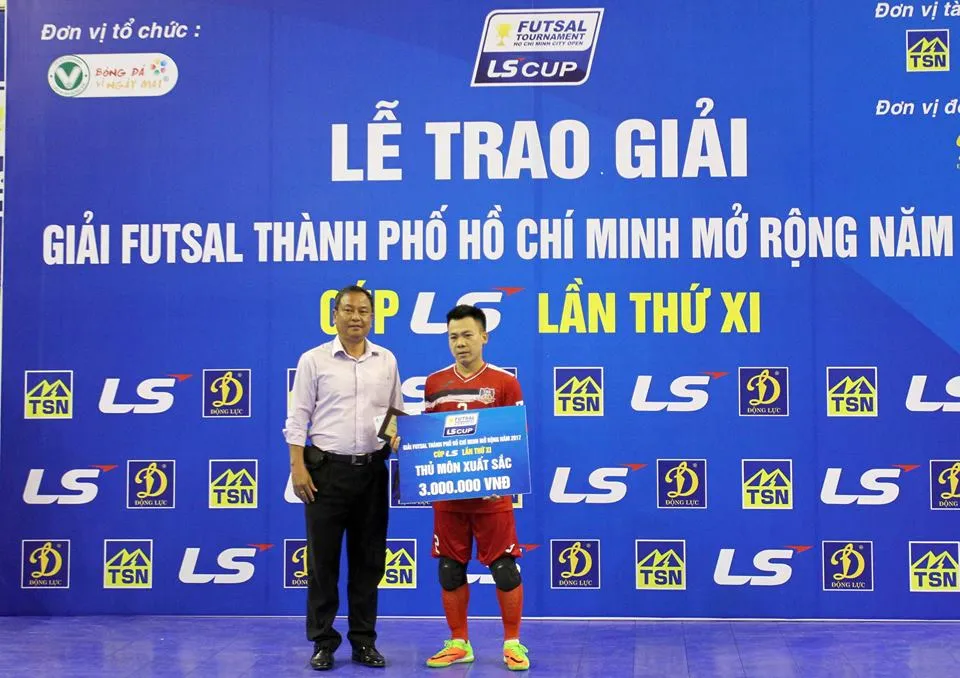 Đơn vị tổ chức :
V BÓNG ĐÁ
VÌ NGÀY MAI
FUTSAL
TOURNAMENT
HO CHI MINH CITY OPEN
LS CUP
Đơn vị tà
TSN
Đơn vị đ
LỄ TRAO GIẢI
GIẢI FUTSAL THÀNH PHỐ HỒ CHÍ MINH MỞ RỘNG NĂM
CÚP LS LẦN THỨ XI
TSN LS Đ ĐỘNG LỰC TSN LS Đ ĐỘNG LỰC TSN
FUTSAL
LS CUP
GIẢI FUTSAL THÀNH PHỐ HỒ CHÍ MINH MỞ RỘNG NĂM 2017
CÚP LS LẦN THỨ XI
THỦ MÔN XUẤT SẮC
3.000.000 VNĐ
LS Đ ĐỘNG LỰC TSN LS Đ ĐỘNG LỰC TSN LS Đ
Đ ĐỘNG LỰC TSN LS Đ TSN Đ ĐỘNG LỰC TSN LS Đ ĐỘNG LỰC TSN
2